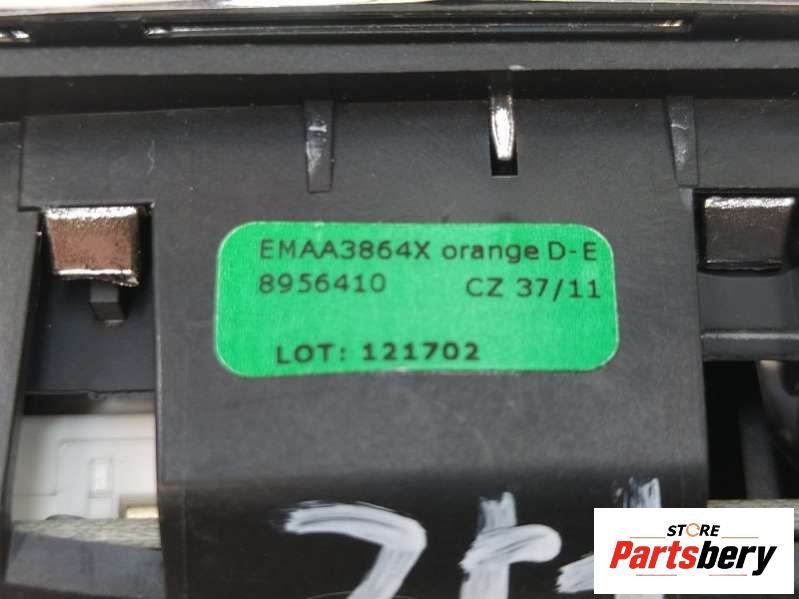 EMAA3864X orange D-E
8956410 CZ 37/11
LOT: 121702
STORE
Partsbery